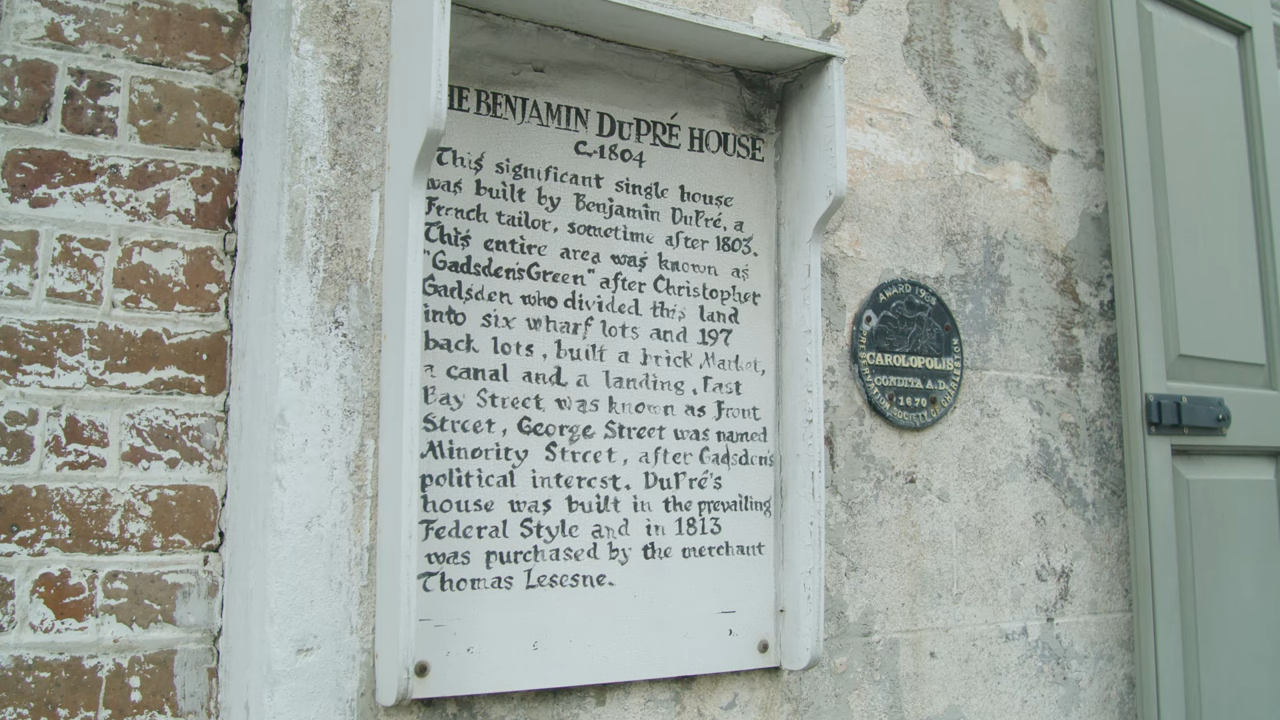 HE BENJAMIN DUPRÉ HOUSE
C.1804
This significant single house
was built by Benjamin DuPré, a
French tailor, sometime after 1803.
This entire area was known as
"Gadsden's Green" after Christopher
Gadsden who divided this land
into six wharf lots and 197
back lots, built a brick Market,
a canal and a landing. East
Bay Street was known as Front
Street, George Street was named
Minority Street, after Gadsden's
political interest. DuPré's
house was built in the prevailing
Federal Style and in 1813
was purchased by the merchant
Thomas Lesesne.
AWARD
CAROLOPOLIS
CONDITA A.D.
1670
PRESERVATION SOCIETY OF CHARLESTON